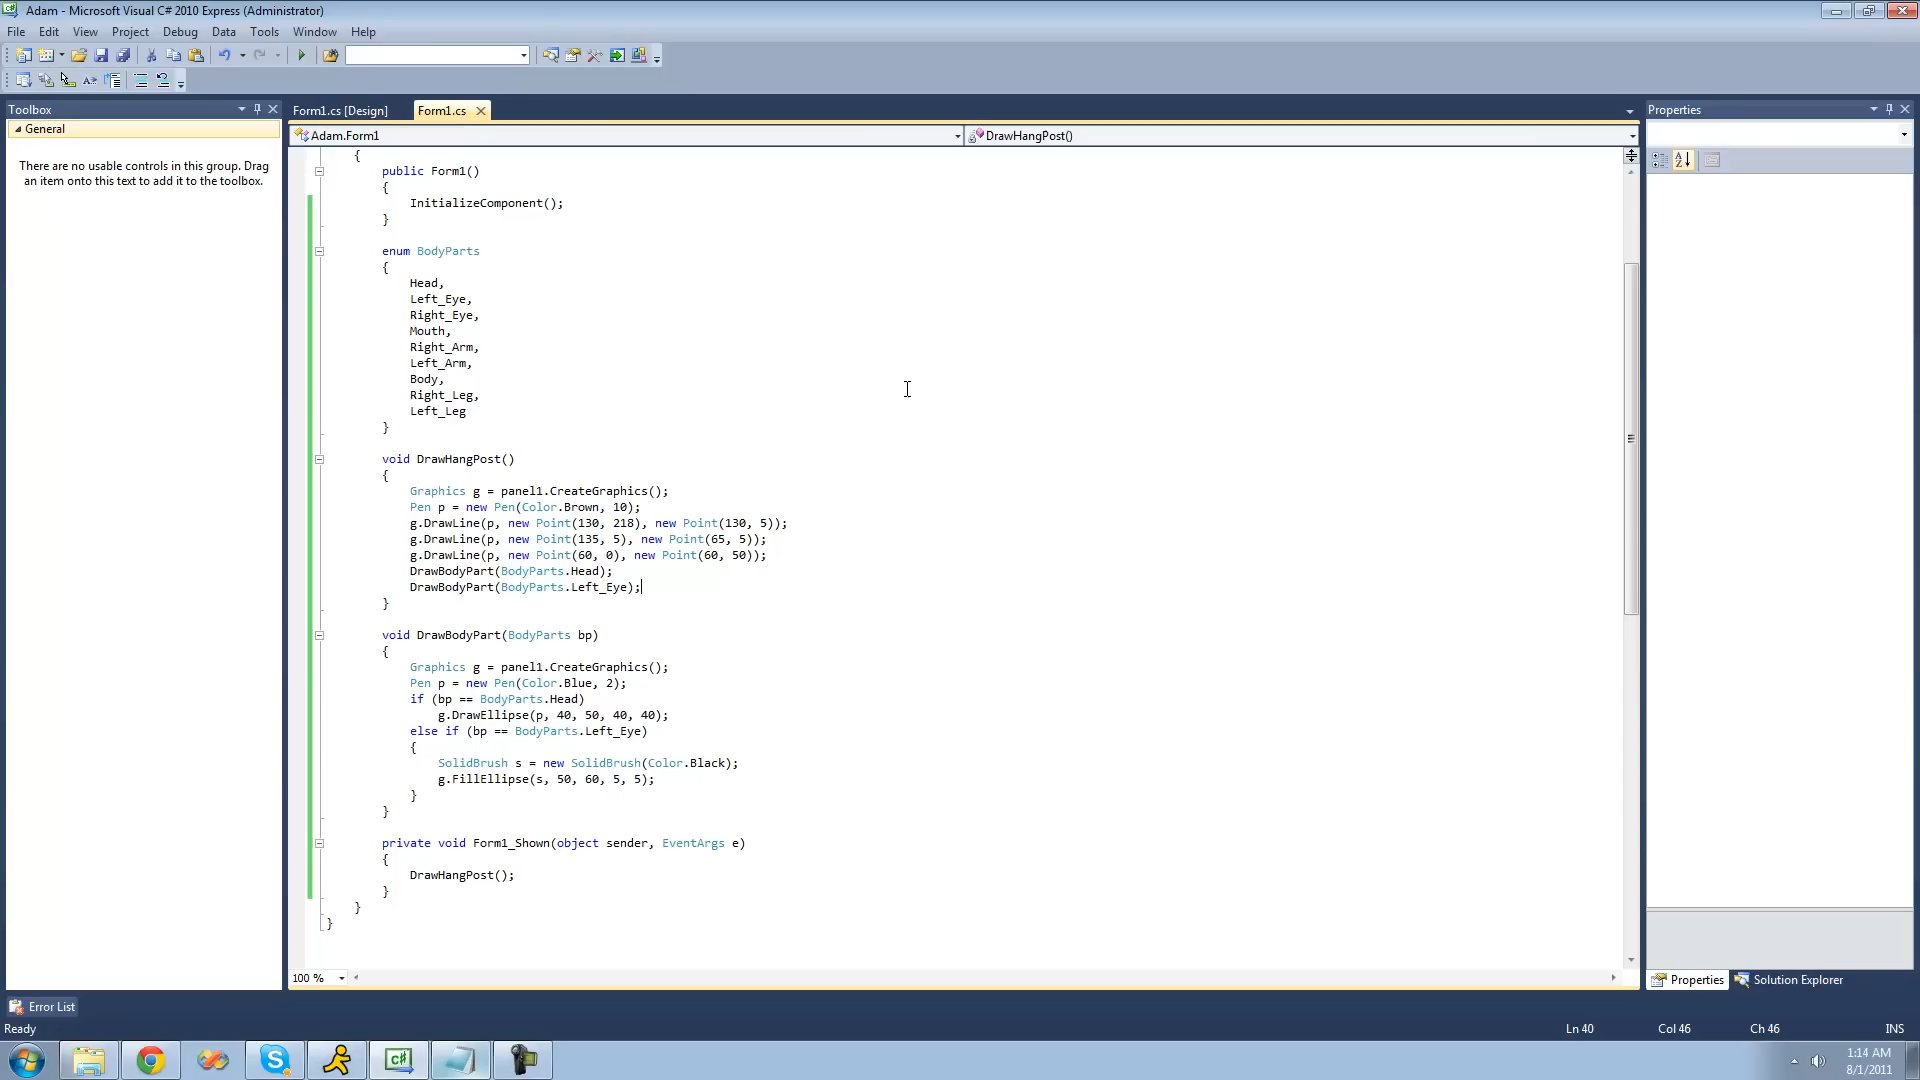 Adam - Microsoft Visual C# 2010 Express (Administrator)
File Edit View Project Debug Data Tools Window Help
Toolbox
General
There are no usable controls in this group. Drag
an item onto this text to add it to the toolbox.
Form1.cs [Design] Form1.cs
Adam.Form1 DrawHangPost()
{
public Form1()
{
InitializeComponent();
}
enum BodyParts
{
Head,
Left_Eye,
Right_Eye,
Mouth,
Right_Arm,
Left_Arm,
Body,
Right_Leg,
Left_Leg
}
void DrawHangPost()
{
Graphics g = panel1.CreateGraphics();
Pen p = new Pen(Color.Brown, 10);
g.DrawLine(p, new Point(130, 218), new Point(130, 5));
g.DrawLine(p, new Point(135, 5), new Point(65, 5));
g.DrawLine(p, new Point(60, 0), new Point(60, 50));
DrawBodyPart(BodyParts.Head);
DrawBodyPart(BodyParts.Left_Eye);
}
void DrawBodyPart(BodyParts bp)
{
Graphics g = panel1.CreateGraphics();
Pen p = new Pen(Color.Blue, 2);
if (bp == BodyParts.Head)
g.DrawEllipse(p, 40, 50, 40, 40);
else if (bp == BodyParts.Left_Eye)
{
SolidBrush s = new SolidBrush(Color.Black);
g.FillEllipse(s, 50, 60, 5, 5);
}
}
private void Form1_Shown(object sender, EventArgs e)
{
DrawHangPost();
}
}
}
100 %
Properties
Properties Solution Explorer
Error List
Ready Ln 40 Col 46 Ch 46 INS
1:14 AM
8/1/2011